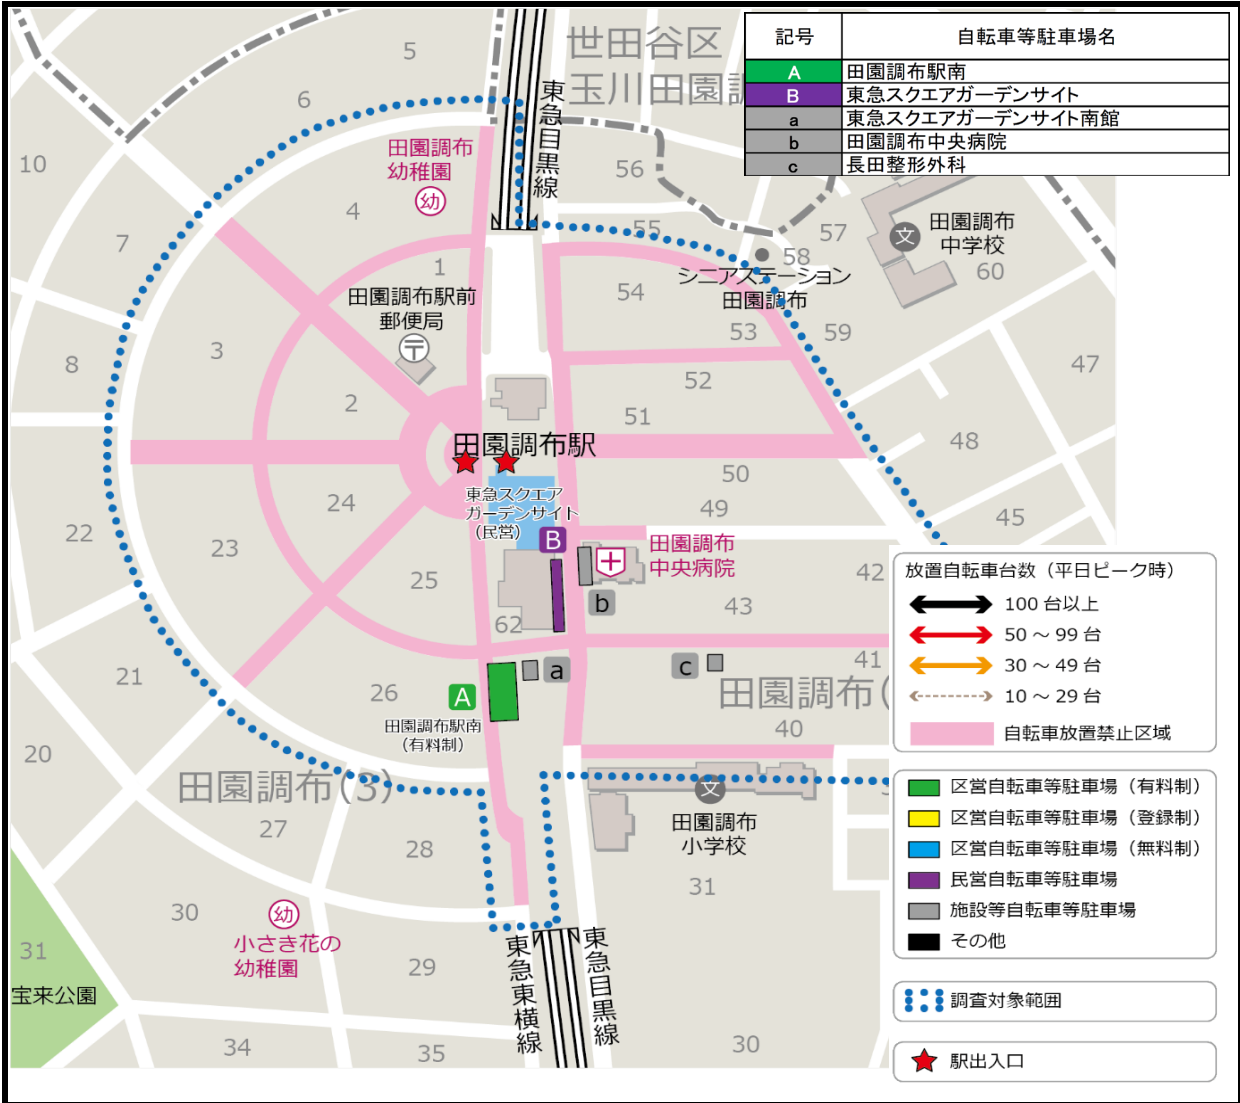 記号
自転車等駐車場名
A
田園調布駅南
B
東急スクエアガーデンサイト
a
東急スクエアガーデンサイト南館
b
田園調布中央病院
c
長田整形外科
世田谷区
玉川田園調
東急目黒線
5
6
10
7
4
1
3
2
8
田園調布
幼稚園
幼
田園調布駅前
郵便局
56
55
57
58
60
54
53
59
52
51
47
48
50
49
45
田園調布
中学校
文
シニアステーション
田園調布
田園調布駅
東急スクエア
ガーデンサイト
(民営)
B
田園調布
中央病院
b
24
22
23
25
62
42
43
41
40
21
26
20
a
c
A
田園調布駅南
(有料制)
田園調布(
田園調布(3)
27
28
文
田園調布
小学校
31
30
幼
小さき花の
幼稚園
29
31
宝来公園
34
35
30
東急東横線
東急目黒線
放置自転車台数（平日ピーク時）
100 台以上
50 ～ 99 台
30 ～ 49 台
10 ～ 29 台
自転車放置禁止区域
区営自転車等駐車場（有料制）
区営自転車等駐車場（登録制）
区営自転車等駐車場（無料制）
民営自転車等駐車場
施設等自転車等駐車場
その他
調査対象範囲
駅出入口